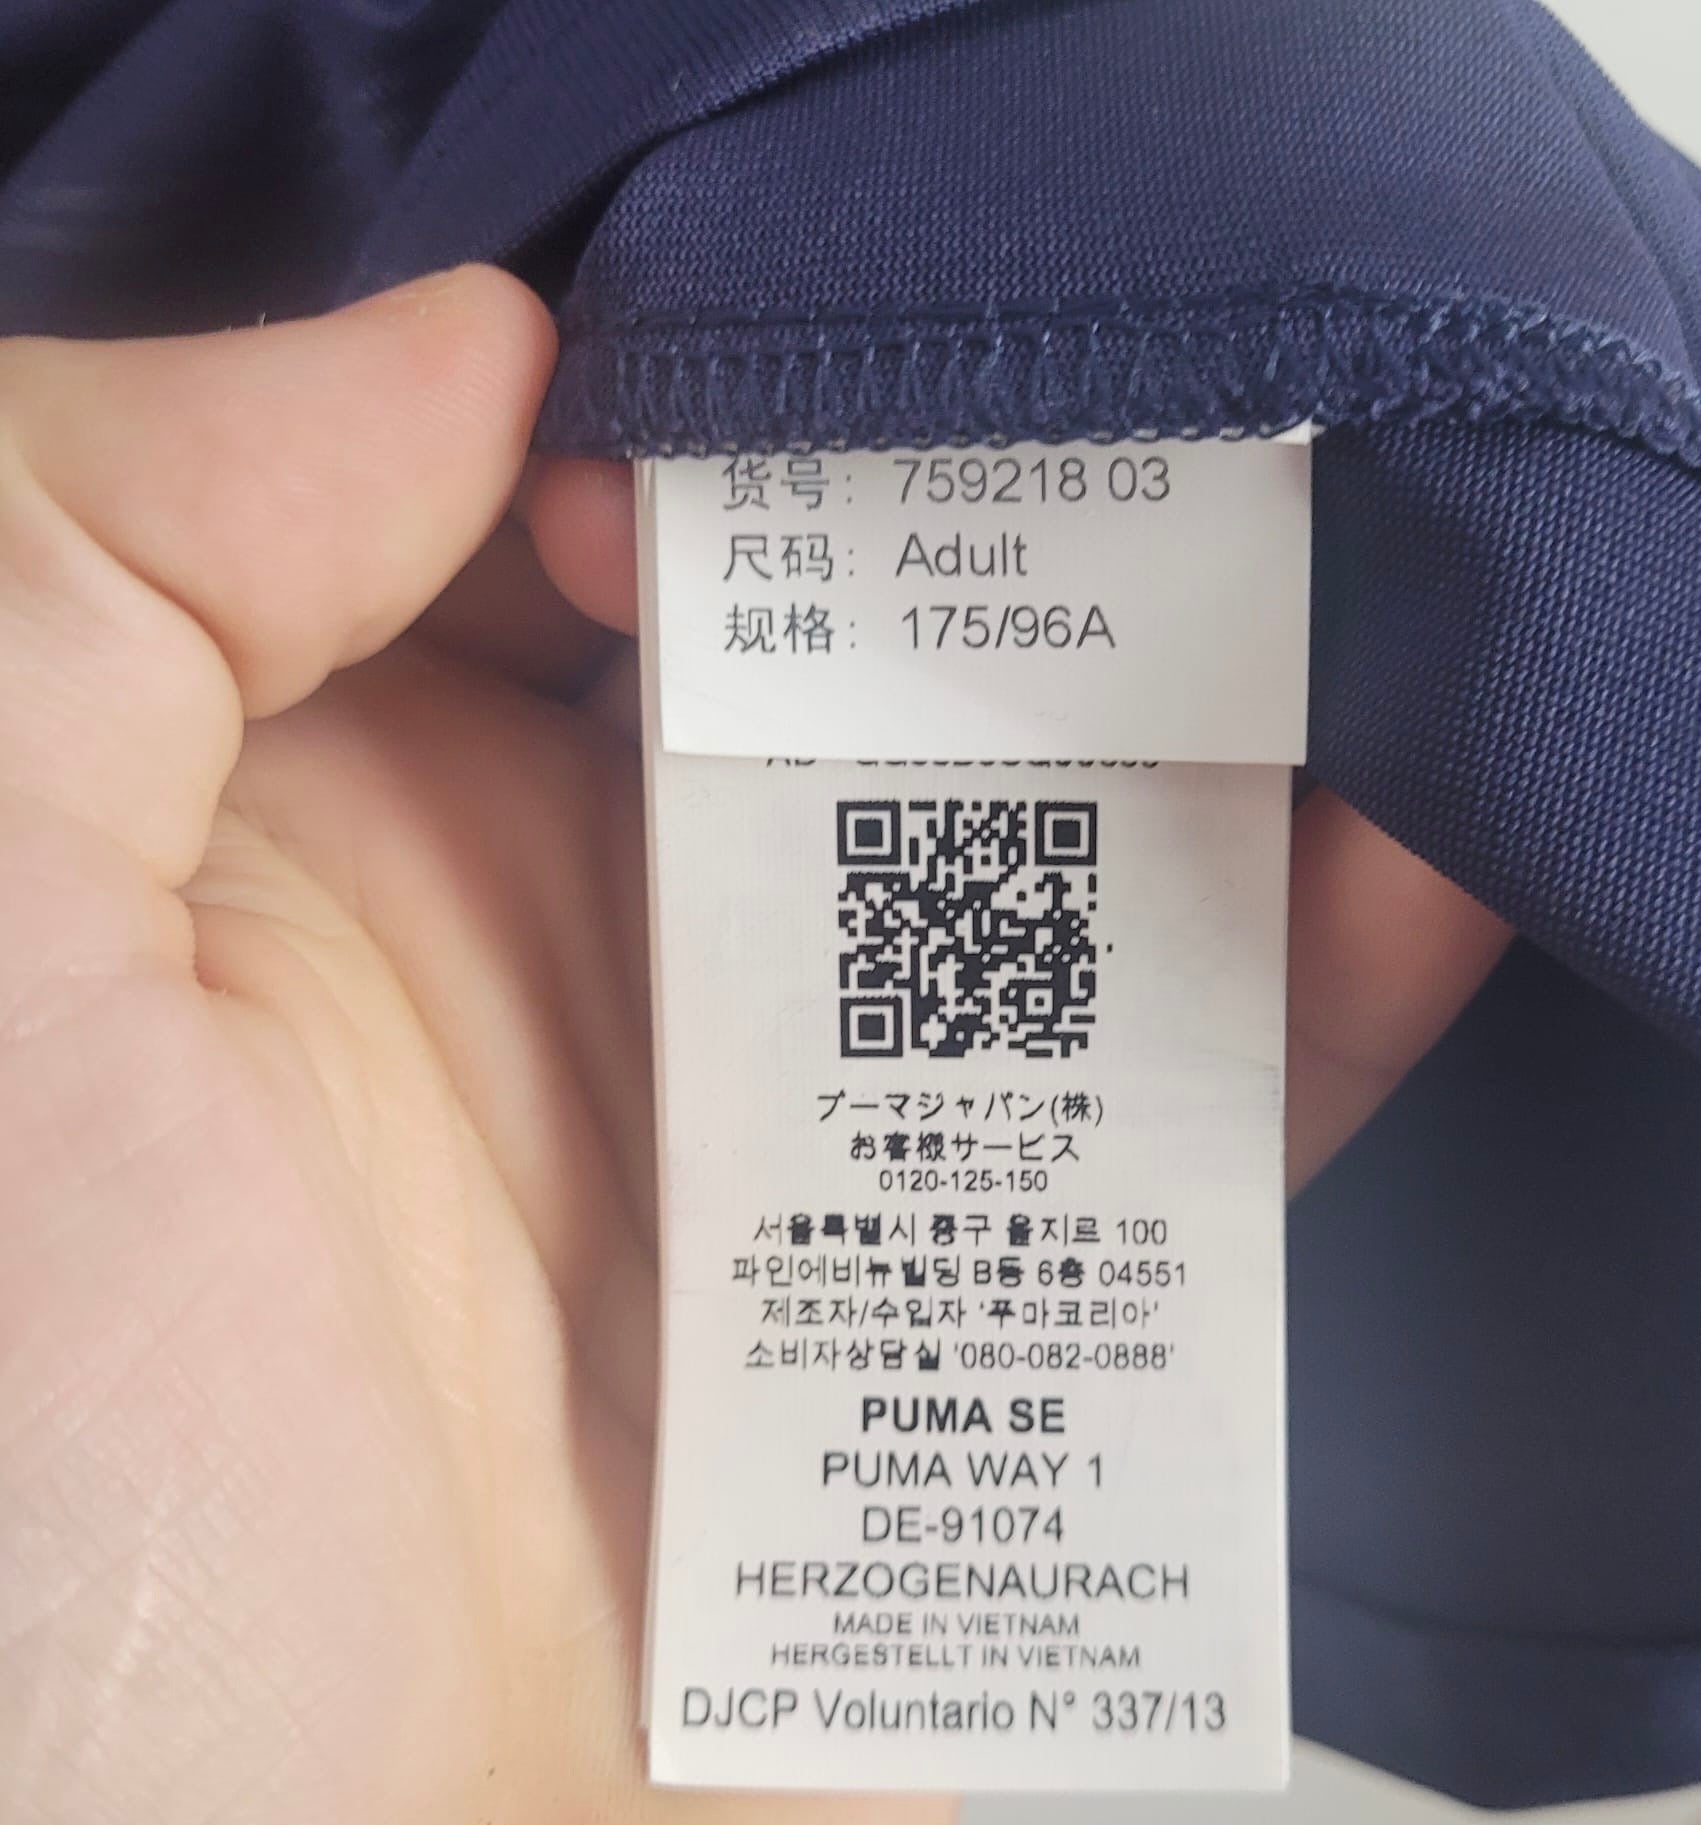 货号: 759218 03
尺码: Adult
规格: 175/96A
プーマジャパン(株)
お客様サービス
0120-125-150
서울특별시 중구 을지르 100
파인에비뉴빌딩 B동 6층 04551
제조자/수입자 '푸마코리아'
소비자상담실 '080-082-0888'
PUMA SE
PUMA WAY 1
DE-91074
HERZOGENAURACH
MADE IN VIETNAM
HERGESTELLT IN VIETNAM
DJCP Voluntario N° 337/13